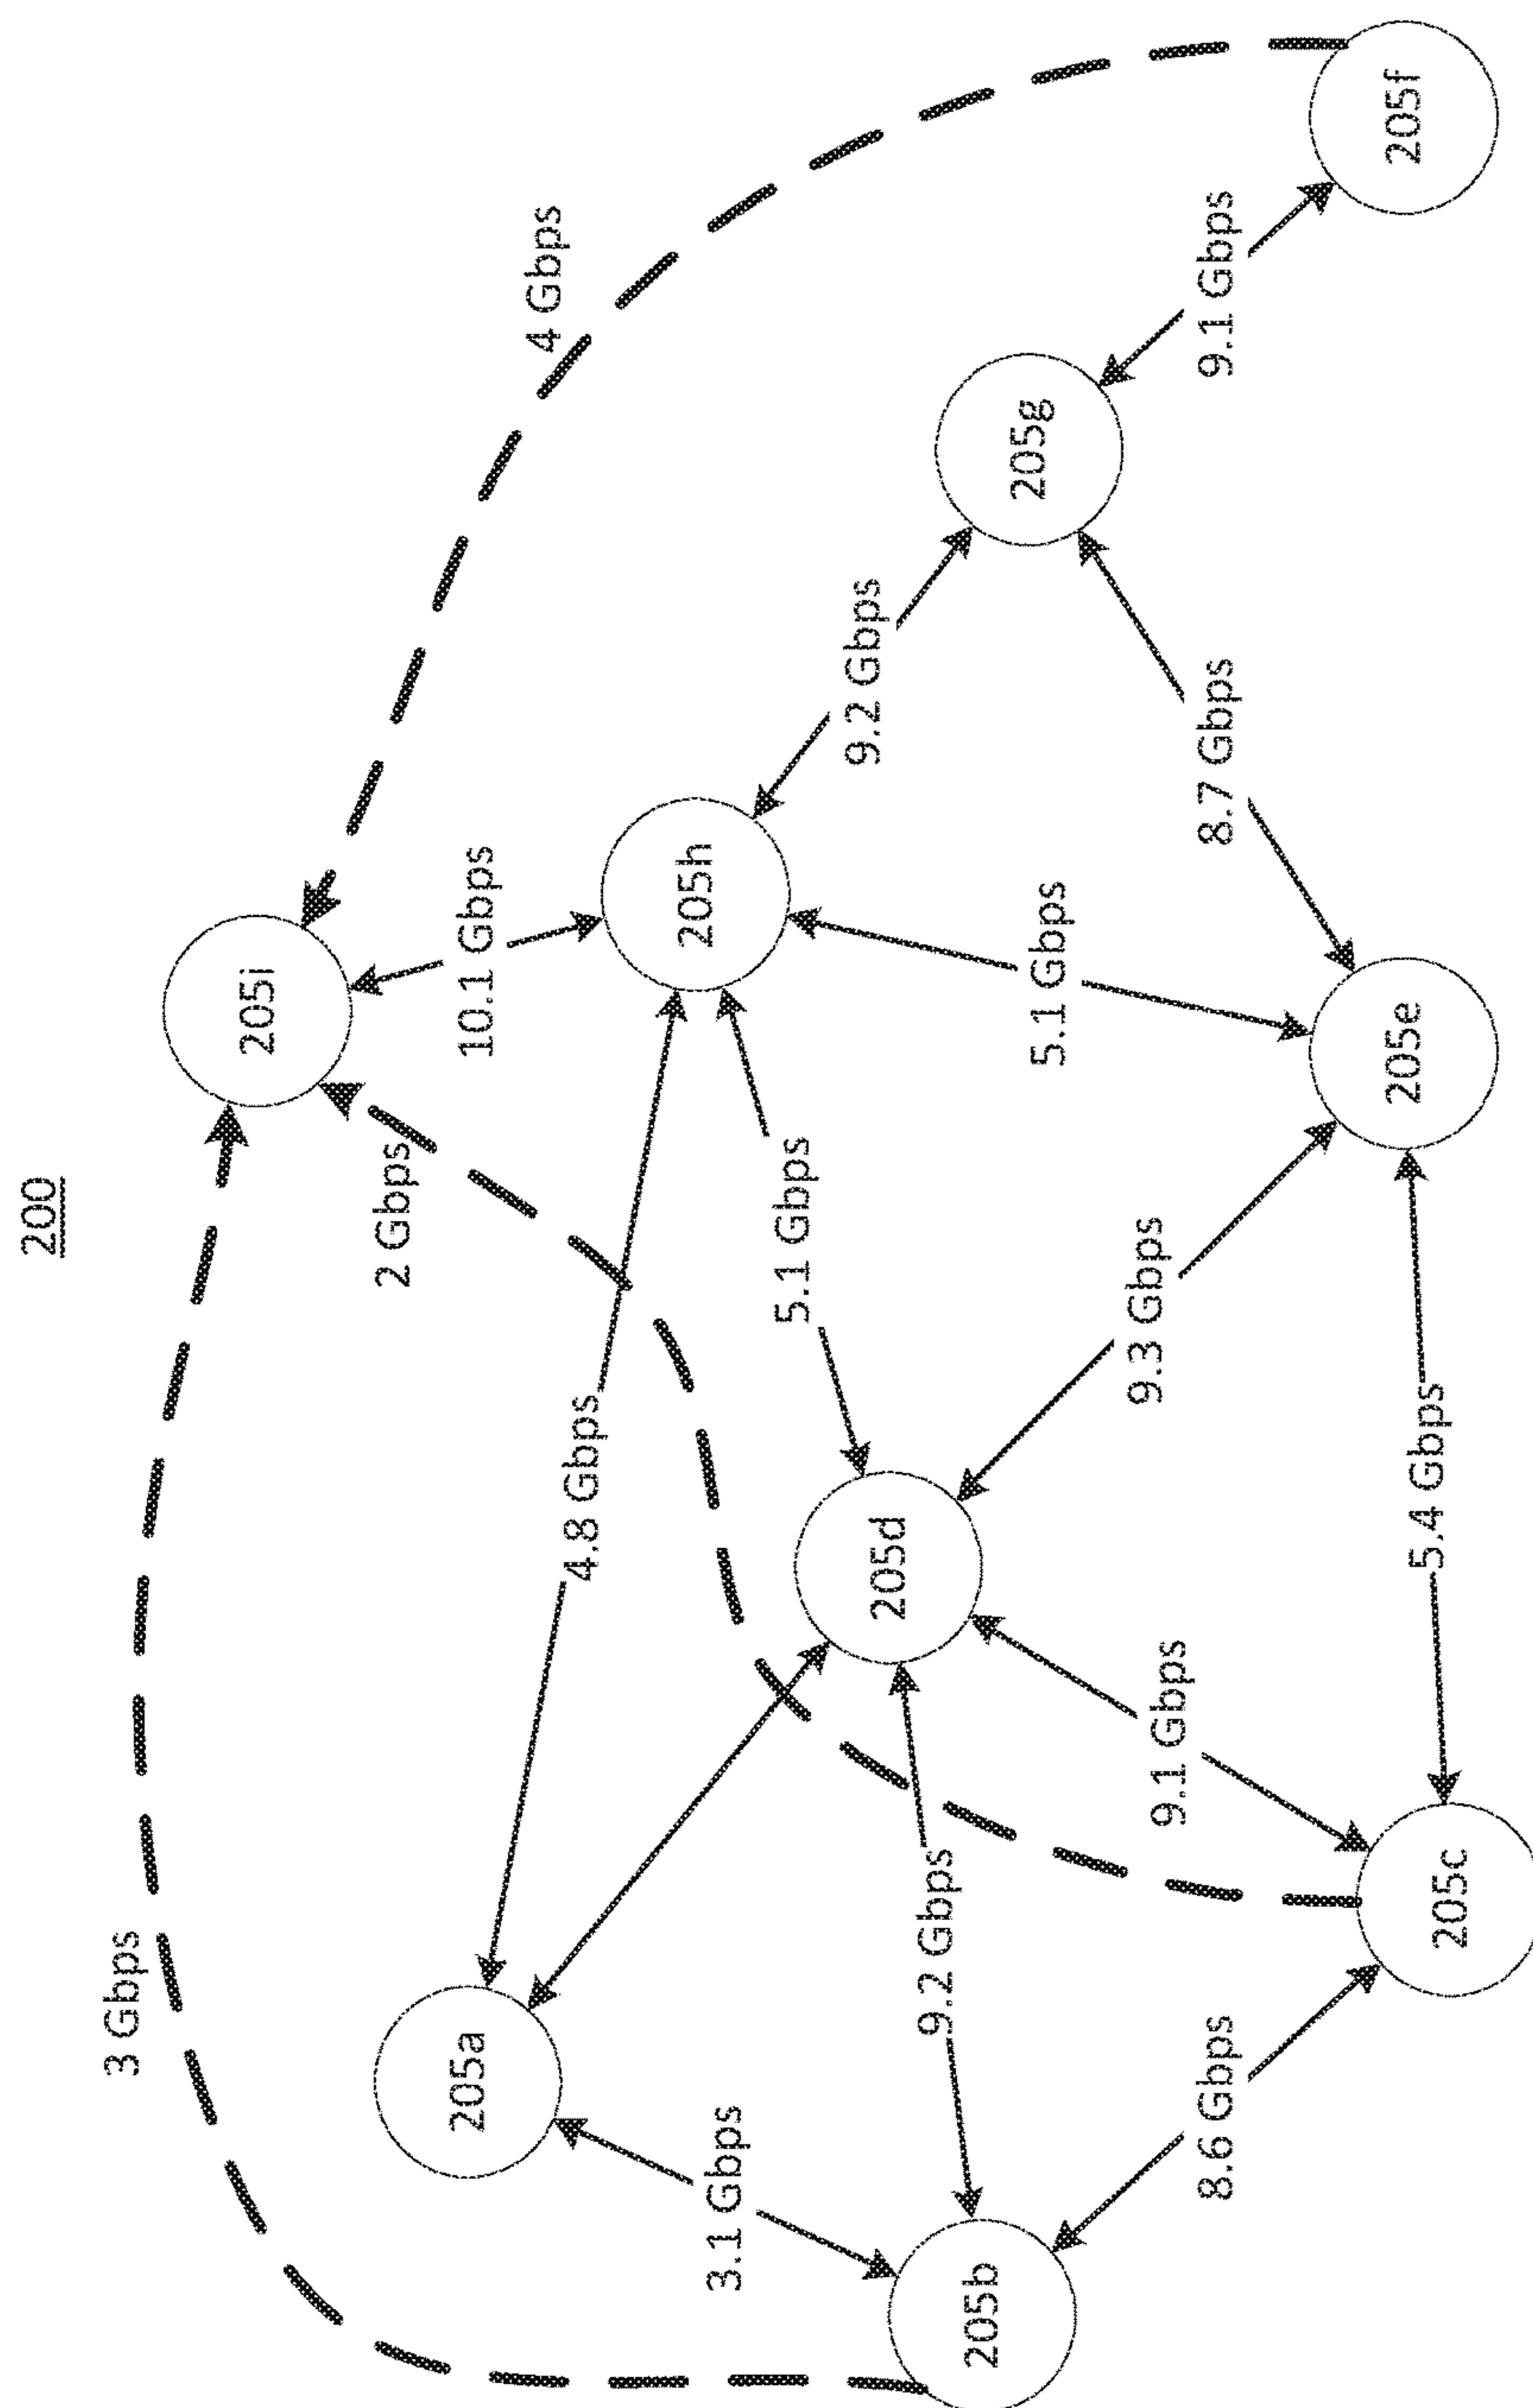 200
3 Gbps
2 Gbps
4 Gbps
205i
10.1 Gbps
4.8 Gbps
205a
205h
9.2 Gbps
3.1 Gbps
5.1 Gbps
205d
205g
9.2 Gbps
205b
5.1 Gbps
9.3 Gbps
9.1 Gbps
8.6 Gbps
8.7 Gbps
9.1 Gbps
205c
5.4 Gbps
205e
205f